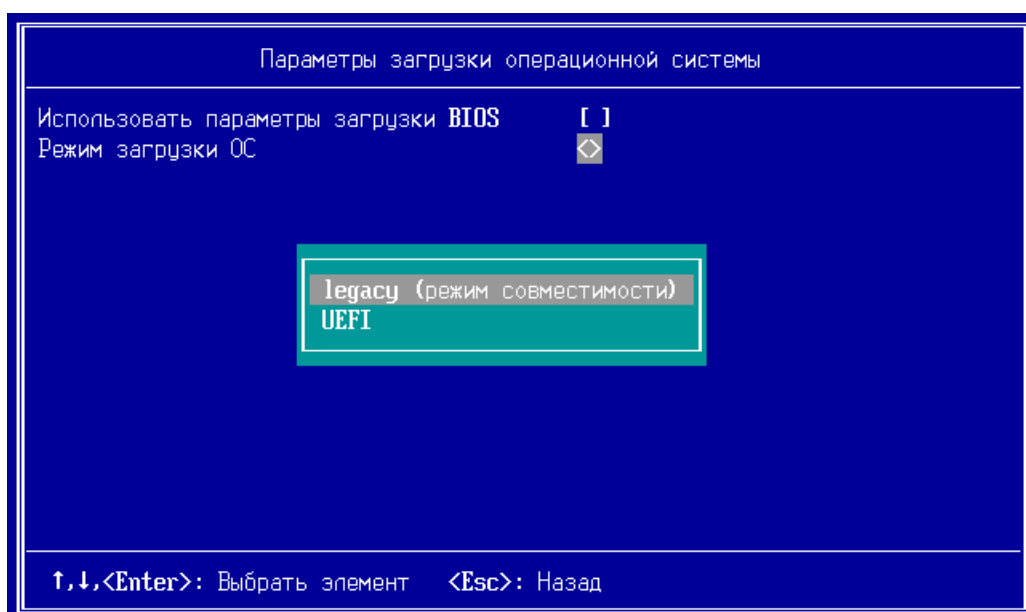 Параметры загрузки операционной системы
Использовать параметры загрузки BIOS [ ]
Режим загрузки ОС <>
legacy (режим совместимости)
UEFI
↑,↓,<Enter>: Выбрать элемент <Esc>: Назад